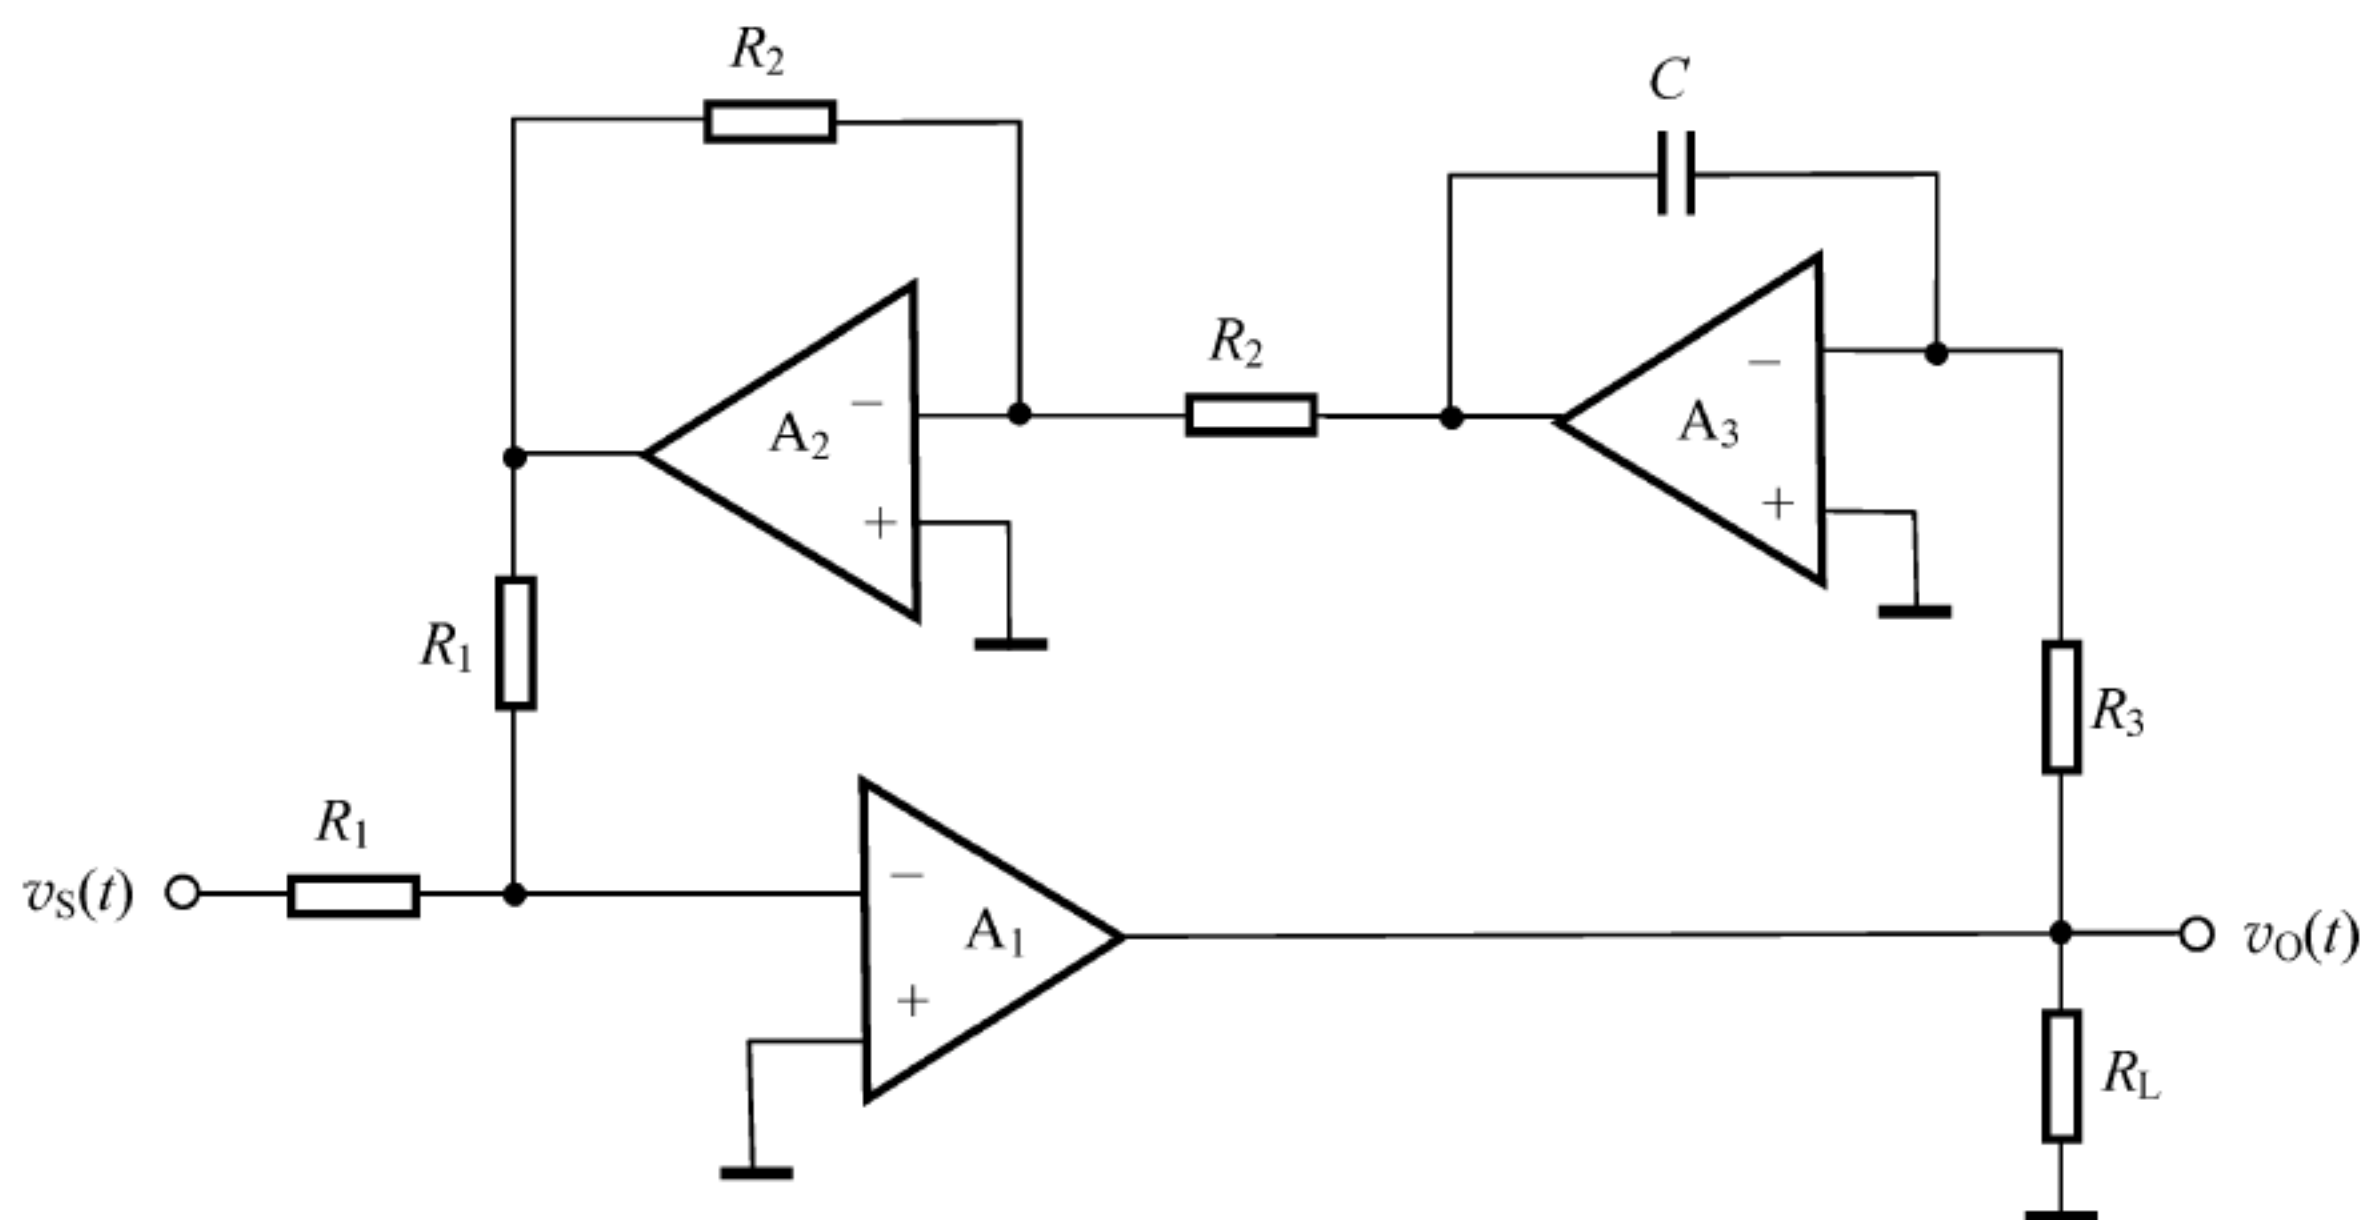 R₂
C
R₂
−
A₂
+
−
A₃
+
R₁
R₃
R₁
vS(t)
−
A₁
+
vO(t)
RL